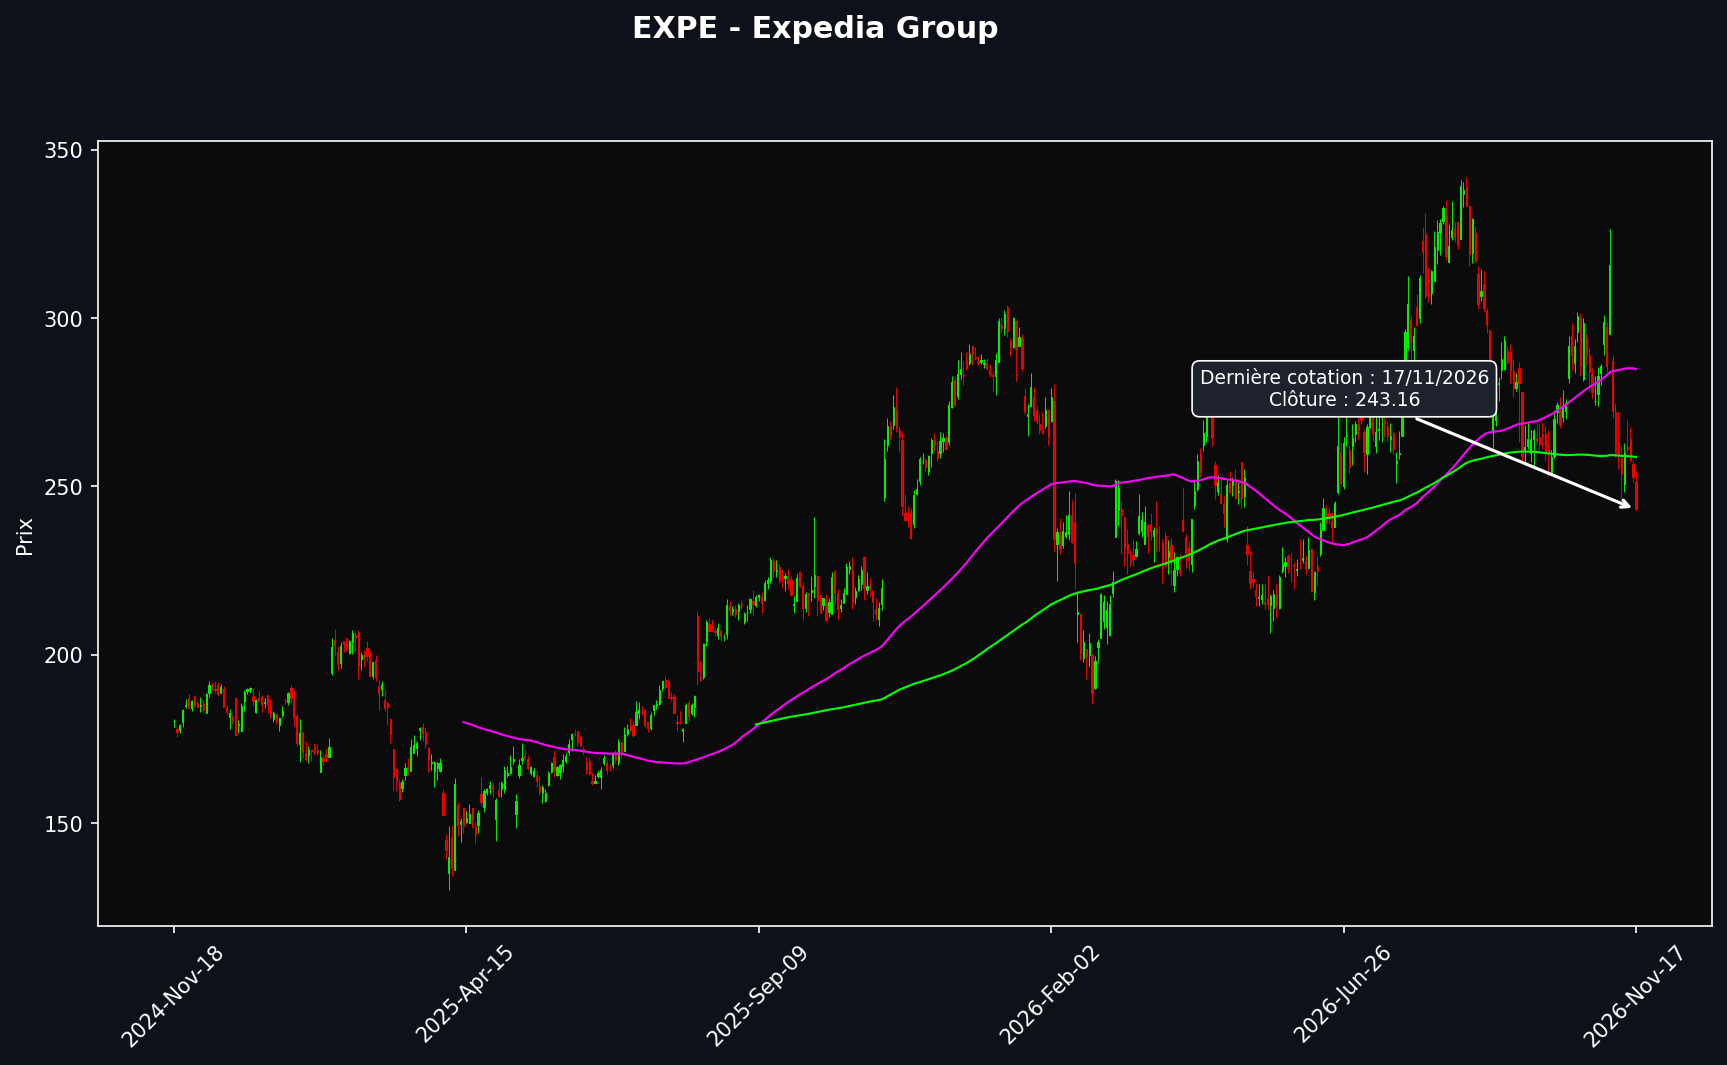 EXPE - Expedia Group
350
300
250
200
150
Prix
Dernière cotation : 17/11/2026
Clôture : 243.16
2024-Nov-18
2025-Apr-15
2025-Sep-09
2026-Feb-02
2026-Jun-26
2026-Nov-17